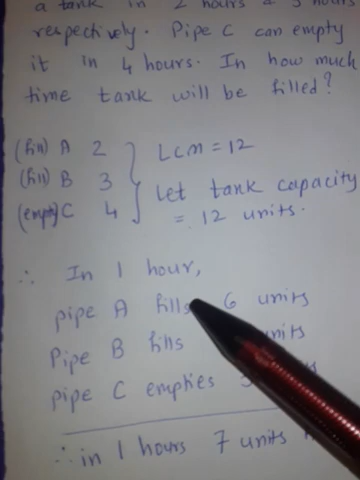 a tank in 2 hours & 3 hours
respectively. Pipe C can empty
it in 4 hours. In how much
time tank will be filled?
(fill) A 2
(fill) B 3
(empty) C 4
LCM = 12
Let tank capacity
= 12 units.
∴ In 1 hour,
pipe A fills 6 units
Pipe B fills units
pipe C empties 3
∴ in 1 hours 7 units